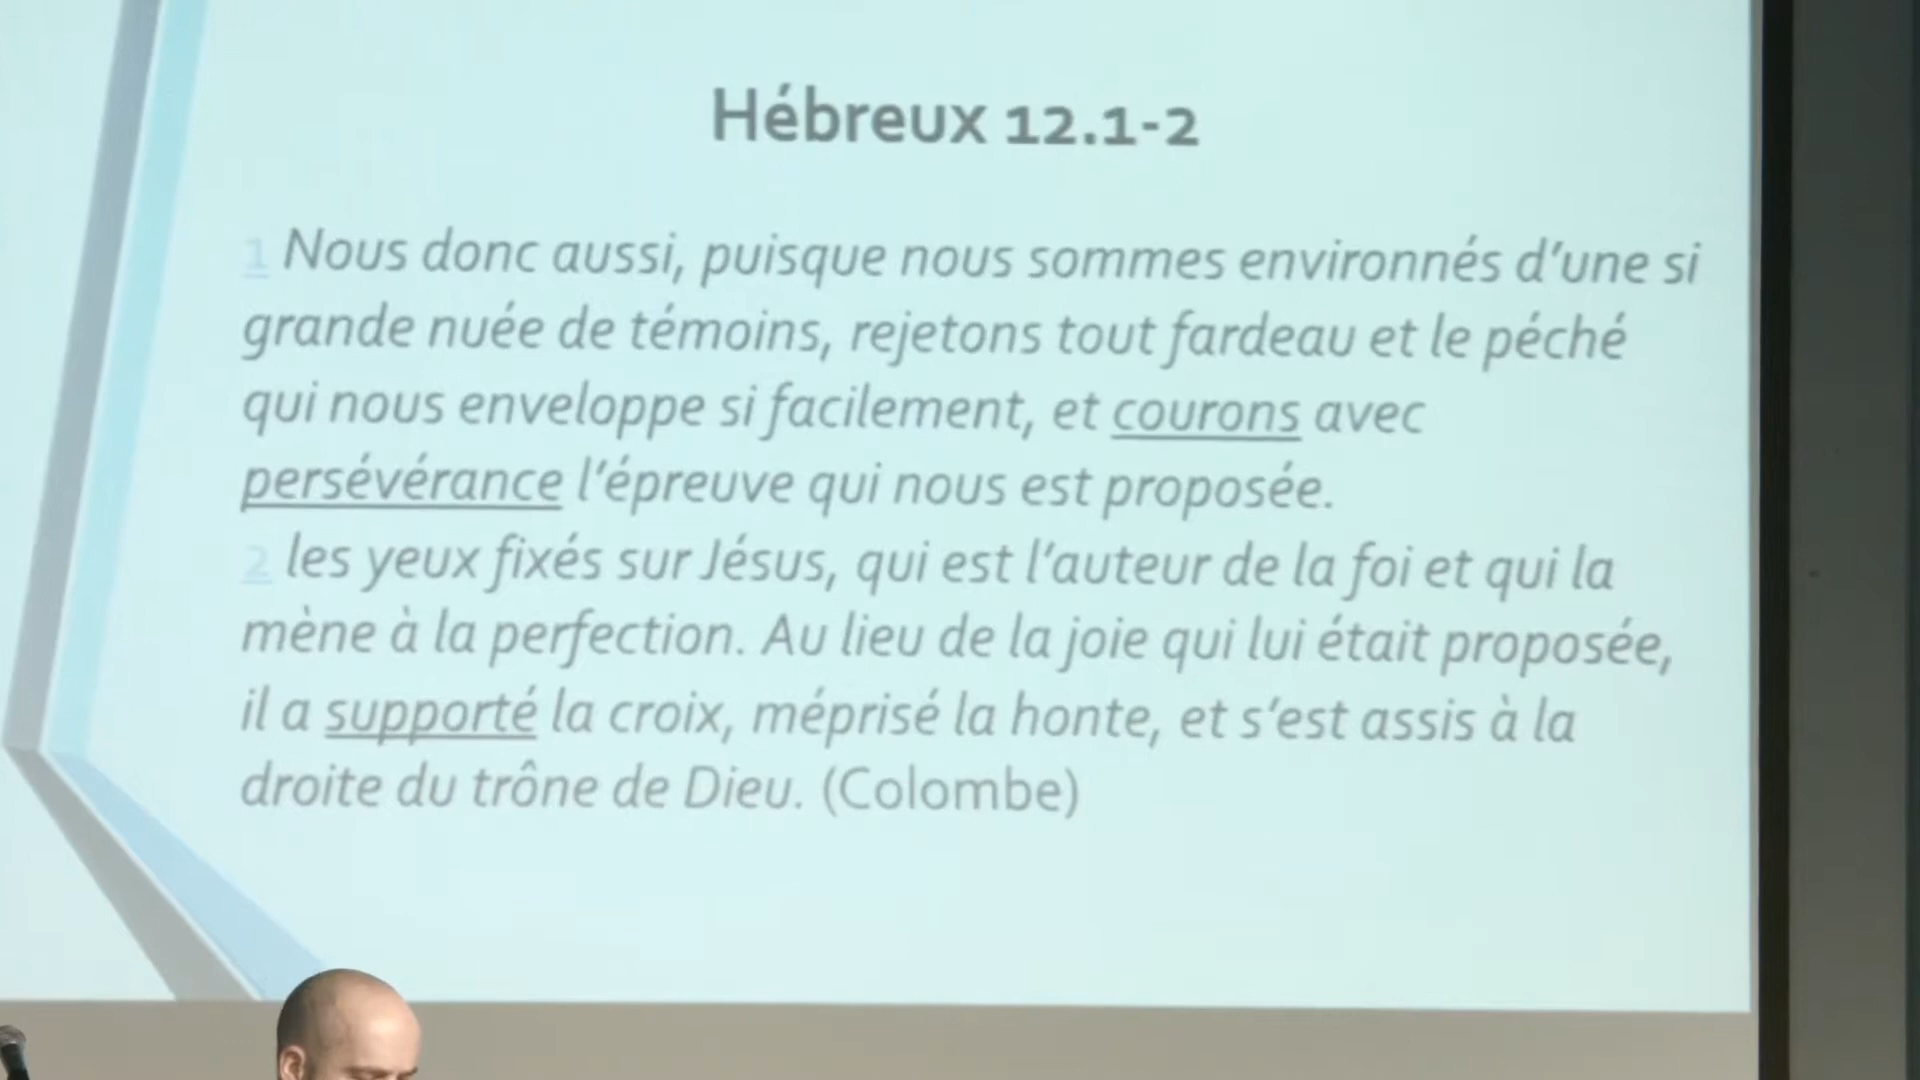 Hébreux 12.1-2
1 Nous donc aussi, puisque nous sommes environnés d’une si
grande nuée de témoins, rejetons tout fardeau et le péché
qui nous enveloppe si facilement, et courons avec
persévérance l’épreuve qui nous est proposée.
2 les yeux fixés sur Jésus, qui est l’auteur de la foi et qui la
mène à la perfection. Au lieu de la joie qui lui était proposée,
il a supporté la croix, méprisé la honte, et s’est assis à la
droite du trône de Dieu. (Colombe)